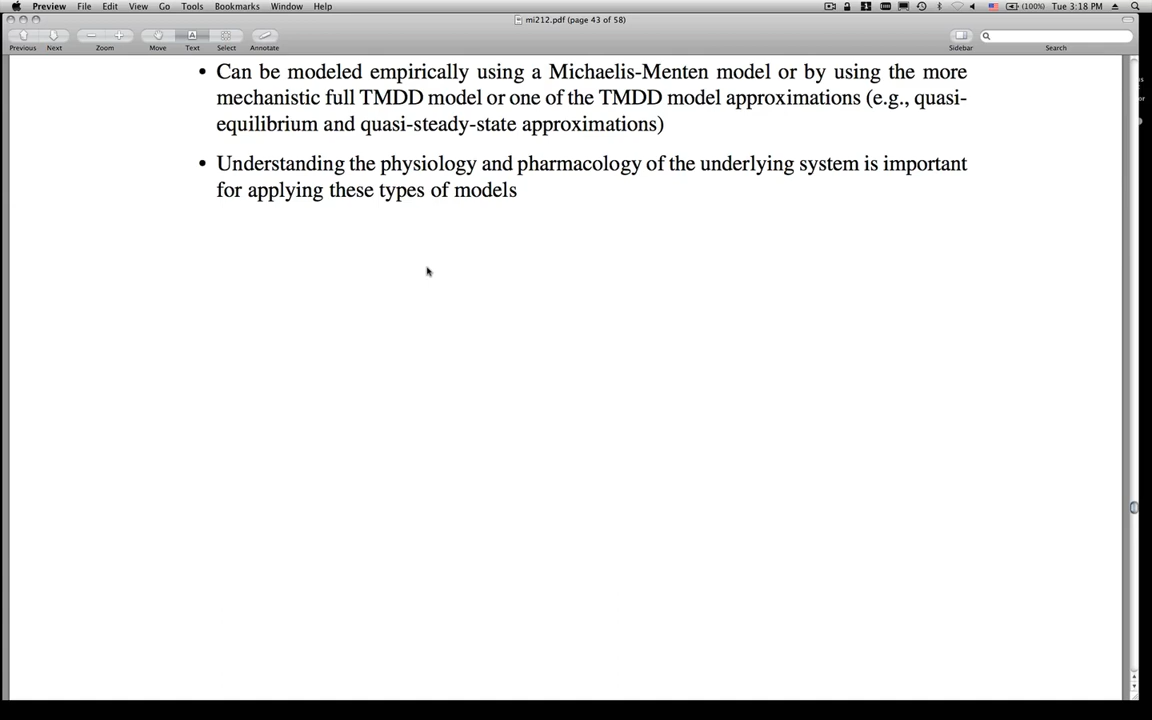 Preview File Edit View Go Tools Bookmarks Window Help (100%) Tue 3:18 PM
mi212.pdf (page 43 of 58)
Previous Next Zoom Move Text Select Annotate Sidebar Search
• Can be modeled empirically using a Michaelis-Menten model or by using the more
mechanistic full TMDD model or one of the TMDD model approximations (e.g., quasi-
equilibrium and quasi-steady-state approximations)
• Understanding the physiology and pharmacology of the underlying system is important
for applying these types of models